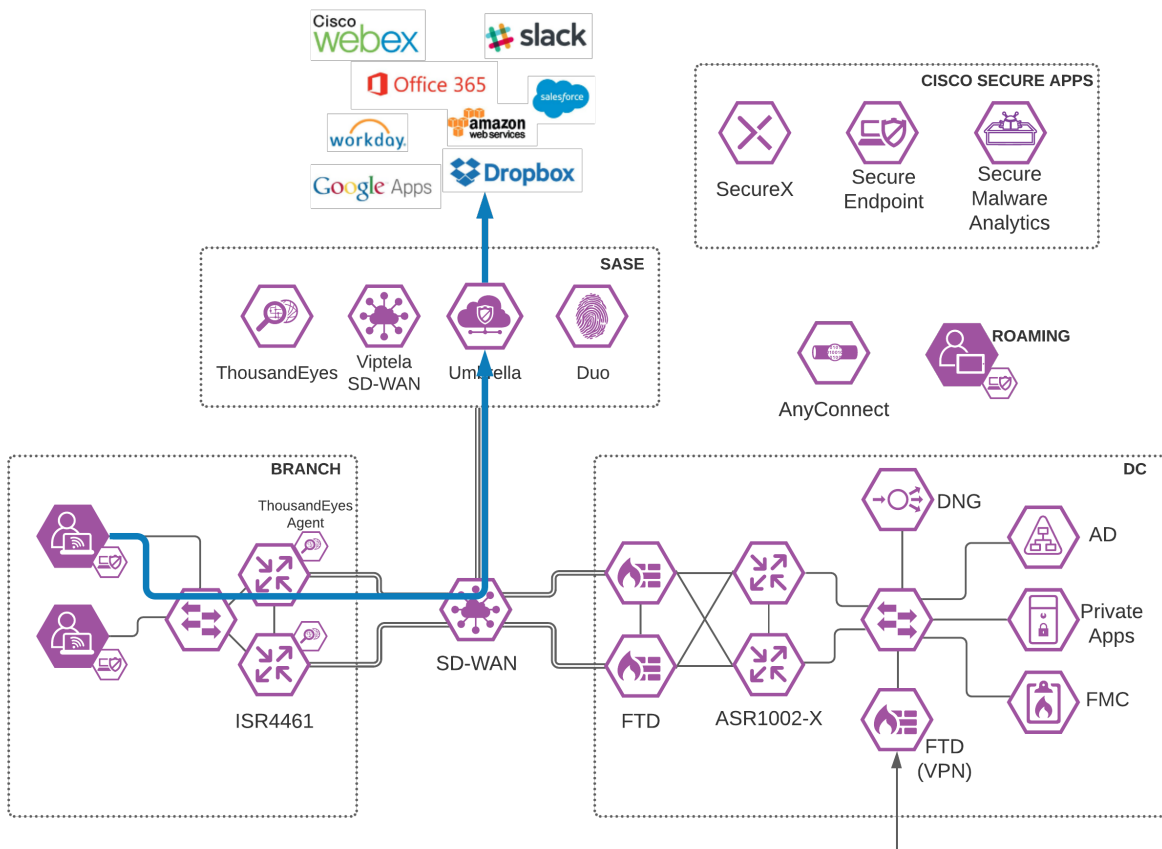 Cisco
webex
slack
Office 365
salesforce
amazon
web services
workday.
Google Apps
Dropbox
CISCO SECURE APPS
SecureX
Secure
Endpoint
Secure
Malware
Analytics
SASE
ThousandEyes
Viptela
SD-WAN
Umbrella
Duo
ROAMING
AnyConnect
BRANCH
ThousandEyes
Agent
ISR4461
SD-WAN
DC
DNG
AD
Private
Apps
FMC
FTD
ASR1002-X
FTD
(VPN)